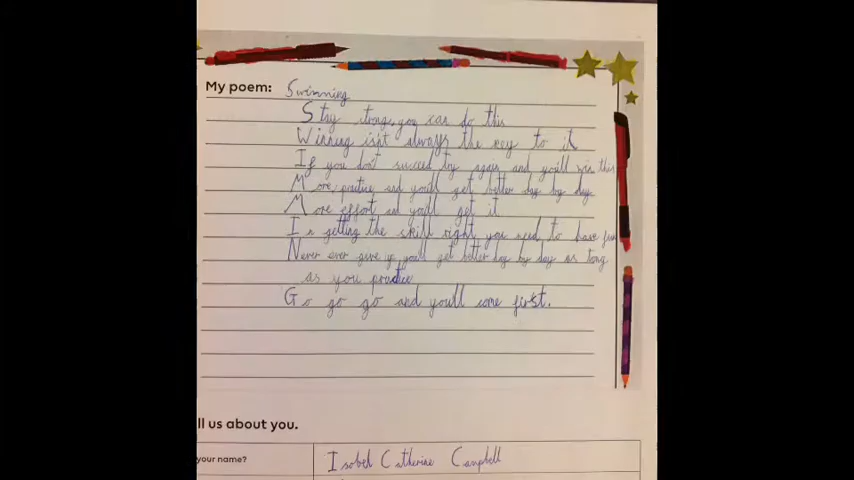 My poem: Swimming
Stay strong, you can do this
Winning isn't always the key to it
If you don't succeed try again and you'll win this
More practice and you'll get better day by day
More effort and you'll get it
In getting the skill right you need to have fun
Never ever give up you'll get better day by day as long
as you practice
Go go go and you'll come first.
ll us about you.
your name? Isobel Catherine Campbell